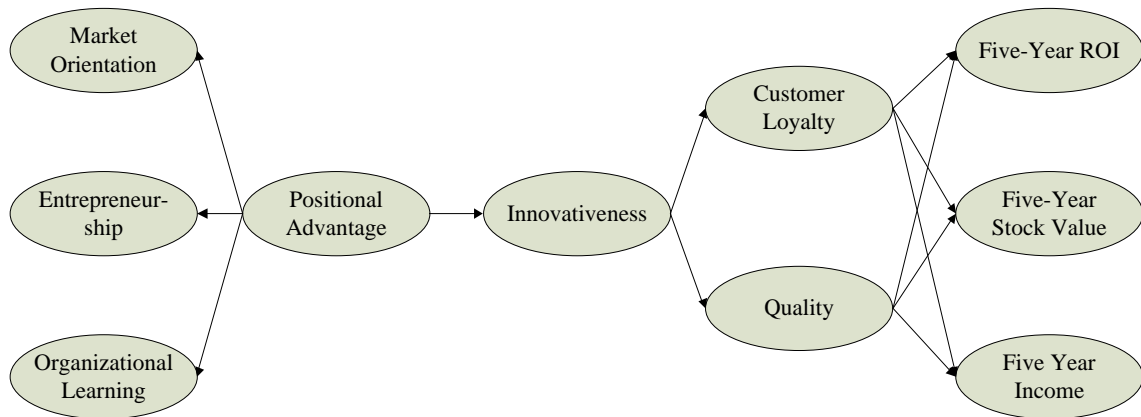 Market
Orientation
Entrepreneur-
ship
Organizational
Learning
Positional
Advantage
Innovativeness
Customer
Loyalty
Quality
Five-Year ROI
Five-Year
Stock Value
Five Year
Income